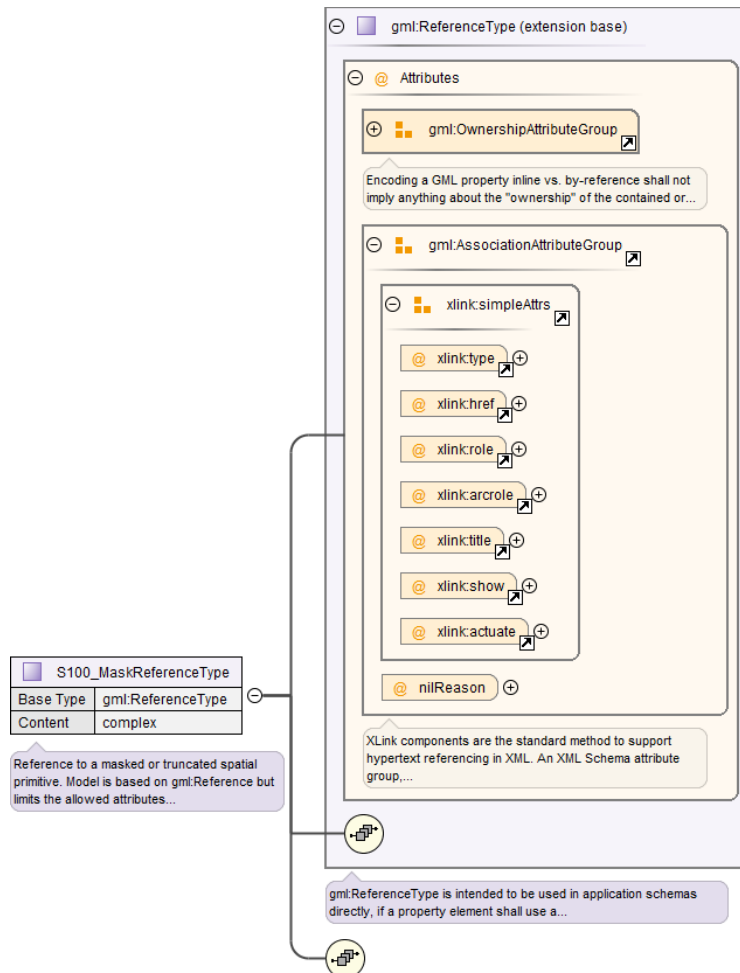 gml:ReferenceType (extension base)
@ Attributes
gml:OwnershipAttributeGroup
Encoding a GML property inline vs. by-reference shall not
imply anything about the "ownership" of the contained or...
gml:AssociationAttributeGroup
xlink:simpleAttrs
@ xlink:type
@ xlink:href
@ xlink:role
@ xlink:arcrole
@ xlink:title
@ xlink:show
@ xlink:actuate
@ nilReason
XLink components are the standard method to support
hypertext referencing in XML. An XML Schema attribute
group,...
S100_MaskReferenceType
Base Type gml:ReferenceType
Content complex
Reference to a masked or truncated spatial
primitive. Model is based on gml:Reference but
limits the allowed attributes...
gml:ReferenceType is intended to be used in application schemas
directly, if a property element shall use a...